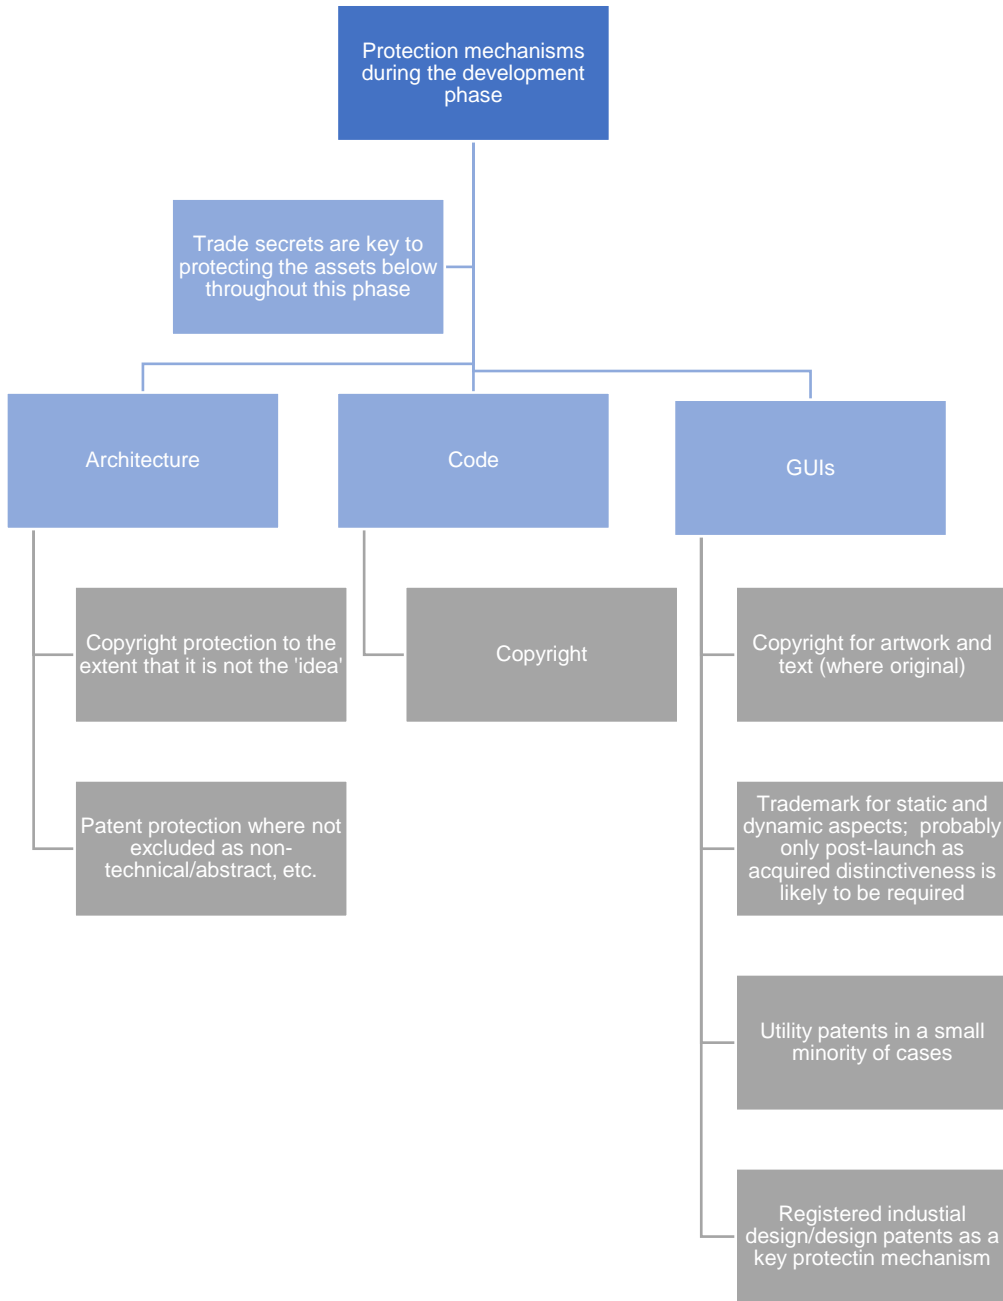 Protection mechanisms
during the development
phase
Trade secrets are key to
protecting the assets below
throughout this phase
Architecture
Code
GUIs
Copyright protection to the
extent that it is not the 'idea'
Copyright
Copyright for artwork and
text (where original)
Patent protection where not
excluded as non-
technical/abstract, etc.
Trademark for static and
dynamic aspects;  probably
only post-launch as
acquired distinctiveness is
likely to be required
Utility patents in a small
minority of cases
Registered industial
design/design patents as a
key protectin mechanism